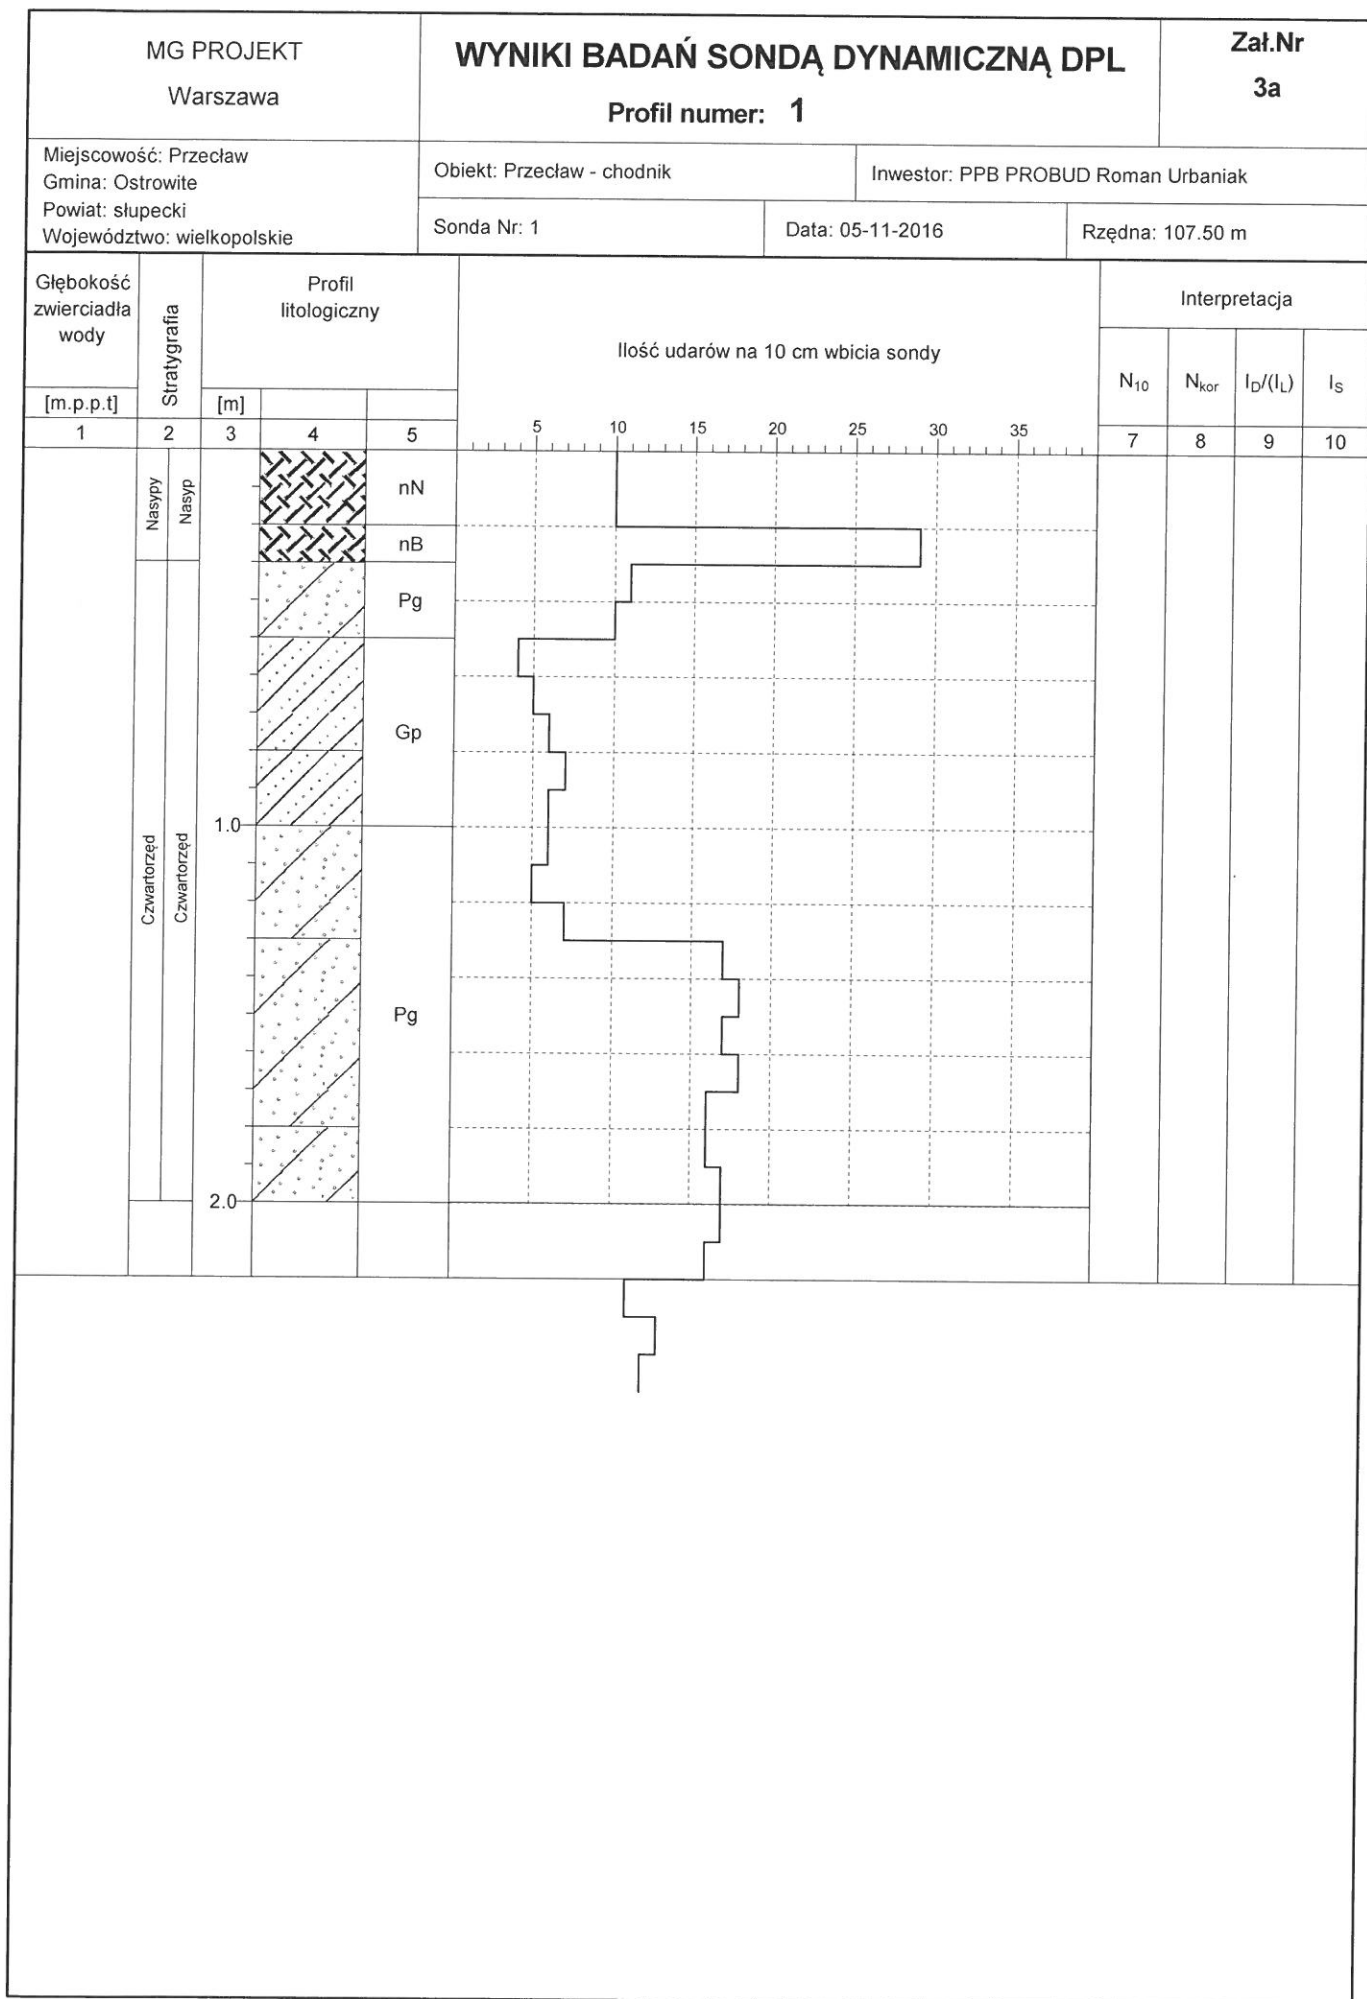 MG PROJEKT
Warszawa
WYNIKI BADAŃ SONDĄ DYNAMICZNĄ DPL
Profil numer: 1
Zał.Nr
3a
Miejscowość: Przecław
Gmina: Ostrowite
Powiat: słupecki
Województwo: wielkopolskie
Obiekt: Przecław - chodnik
Inwestor: PPB PROBUD Roman Urbaniak
Sonda Nr: 1
Data: 05-11-2016
Rzędna: 107.50 m
Głębokość
zwierciadła
wody
[m.p.p.t]
Stratygrafia
Profil
litologiczny
[m]
Ilość udarów na 10 cm wbicia sondy
Interpretacja
N₁₀ Nkor ID/(IL) IS
1 2 3 4 5
5 10 15 20 25 30 35
7 8 9 10
Nasypy
Nasyp
nN
nB
Pg
Gp
1.0
Czwartorzęd
Czwartorzęd
Pg
2.0